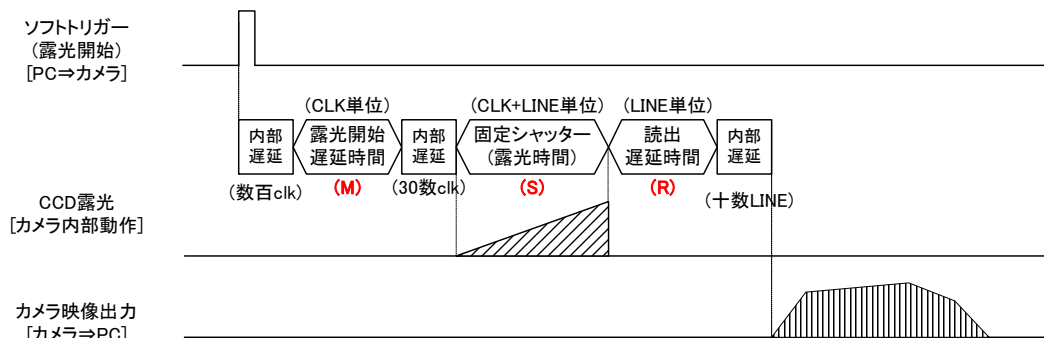 ソフトトリガー
(露光開始)
[PC⇒カメラ]
(CLK単位)
(CLK+LINE単位)
(LINE単位)
内部
遅延
露光開始
遅延時間
内部
遅延
固定シャッター
(露光時間)
読出
遅延時間
内部
遅延
(数百clk)
(M)
(30数clk)
(S)
(R)
(十数LINE)
CCD露光
[カメラ内部動作]
カメラ映像出力
[カメラ⇒PC]